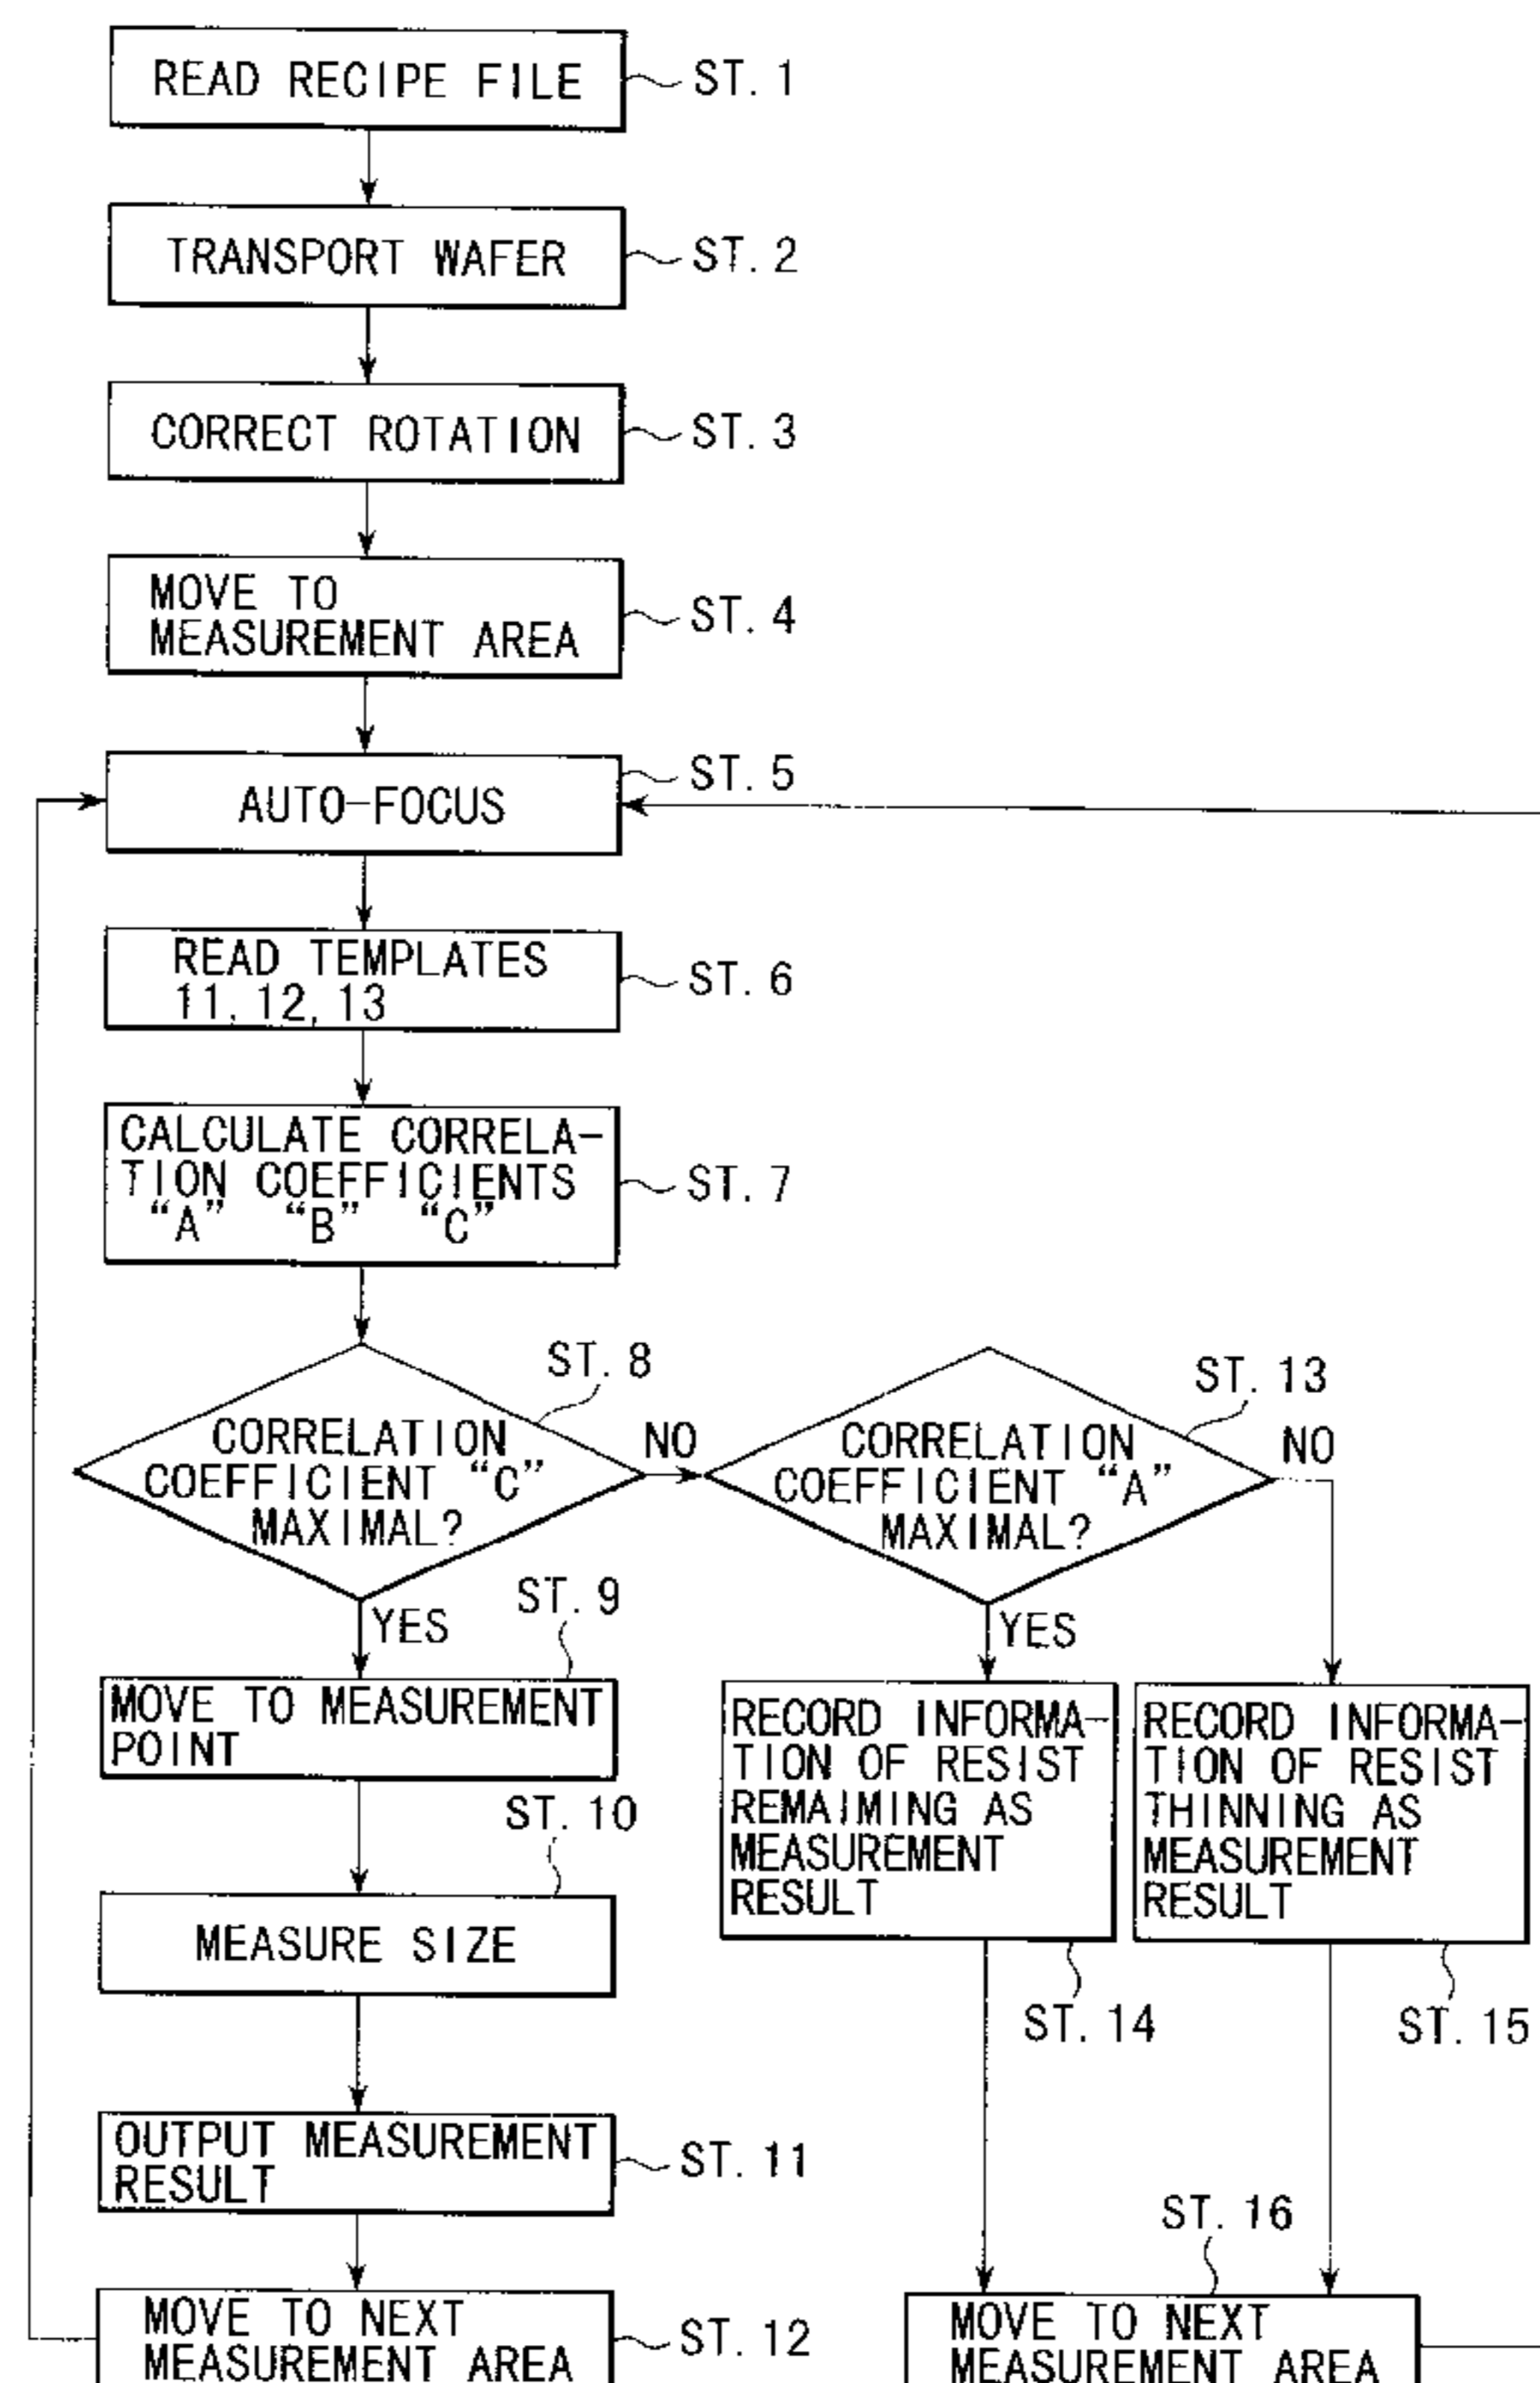 READ RECIPE FILE
ST. 1
TRANSPORT WAFER
ST. 2
CORRECT ROTATION
ST. 3
MOVE TO
MEASUREMENT AREA
ST. 4
ST. 5
AUTO-FOCUS
READ TEMPLATES
11, 12, 13
ST. 6
CALCULATE CORRELA-
TION COEFFICIENTS
“A” “B” “C”
ST. 7
ST. 8
CORRELATION
COEFFICIENT “C”
MAXIMAL?
NO
YES
ST. 13
CORRELATION
COEFFICIENT “A”
MAXIMAL?
NO
YES
ST. 9
MOVE TO MEASUREMENT
POINT
ST. 10
MEASURE SIZE
OUTPUT MEASUREMENT
RESULT
ST. 11
MOVE TO NEXT
MEASUREMENT AREA
ST. 12
RECORD INFORMA-
TION OF RESIST
REMAIMING AS
MEASUREMENT
RESULT
ST. 14
RECORD INFORMA-
TION OF RESIST
THINNING AS
MEASUREMENT
RESULT
ST. 15
ST. 16
MOVE TO NEXT
MEASUREMENT AREA